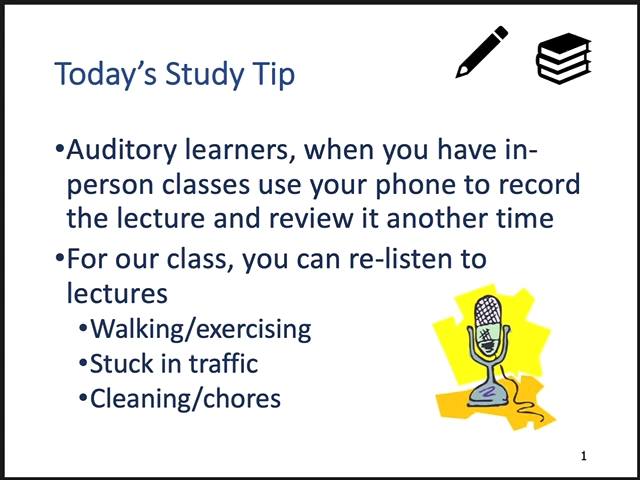 Today’s Study Tip
•Auditory learners, when you have in-
person classes use your phone to record
the lecture and review it another time
•For our class, you can re-listen to
lectures
•Walking/exercising
•Stuck in traffic
•Cleaning/chores
1